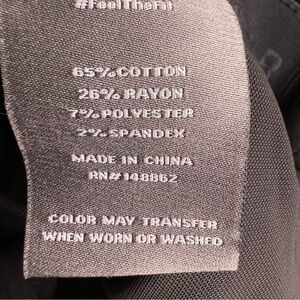 #FeelTheFit
65% COTTON
26% RAYON
7% POLYESTER
2% SPANDEX
MADE IN CHINA
RN# 148862
COLOR MAY TRANSFER
WHEN WORN OR WASHED